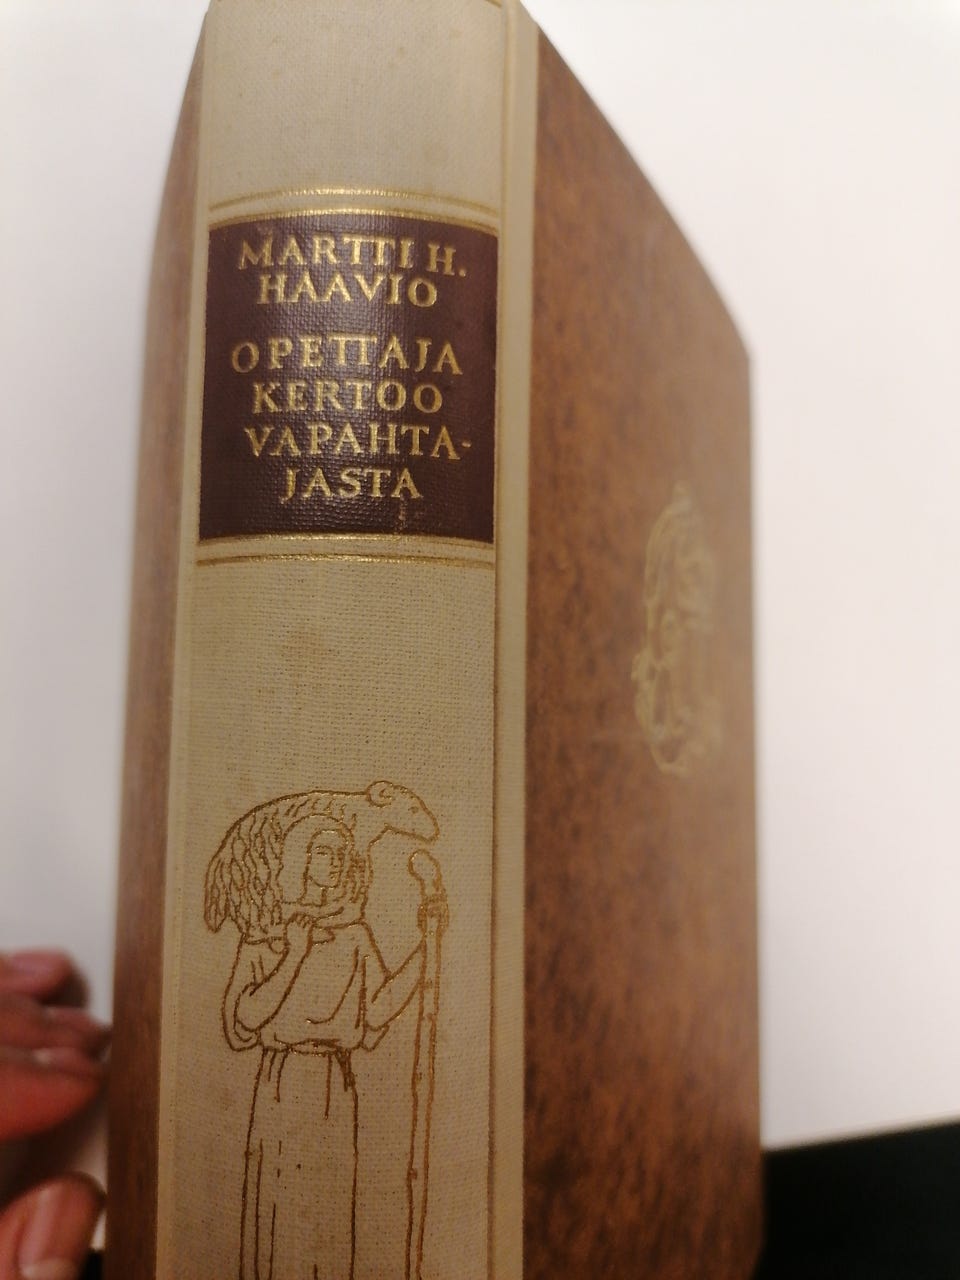 MARTTI H.
HAAVIO
OPETTAJA
KERTOO
VAPAHTA-
JASTA